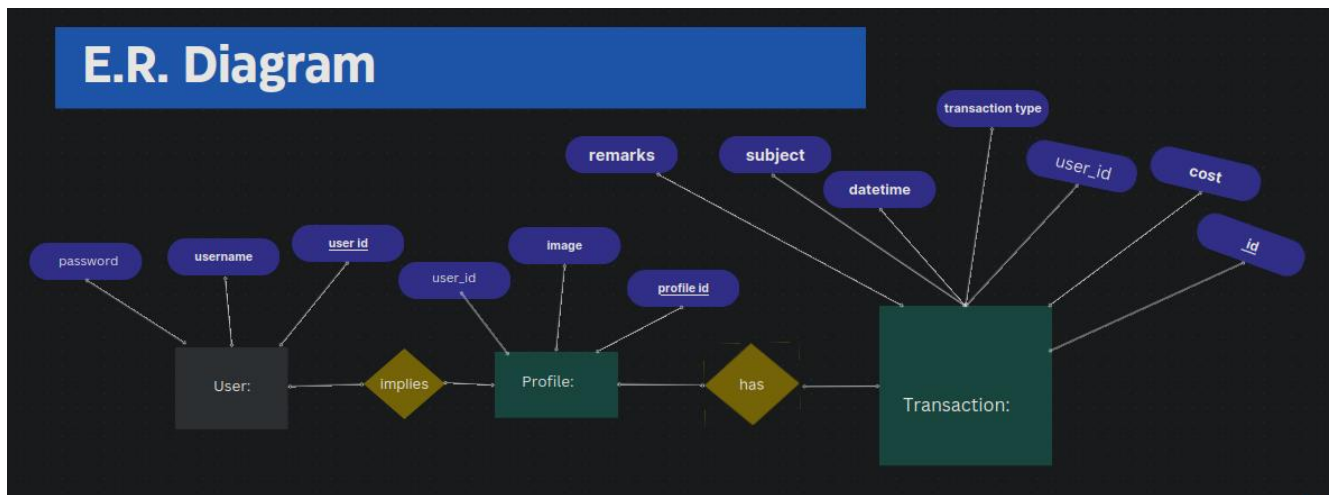 E.R. Diagram
transaction type
remarks
subject
user_id
cost
datetime
id
password
username
user id
user_id
image
profile id
User:
implies
Profile:
has
Transaction: